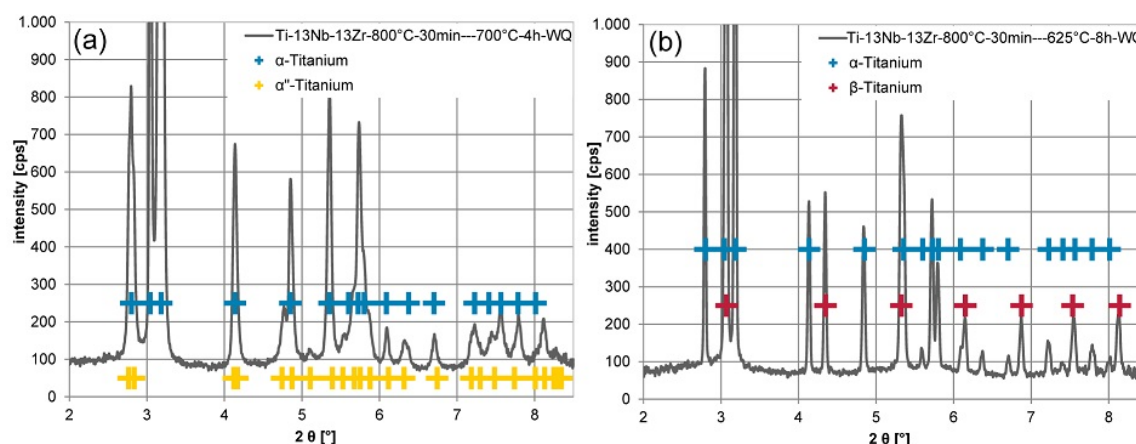 (a)
Ti-13Nb-13Zr-800°C-30min---700°C-4h-WQ
α-Titanium
α"-Titanium
intensity [cps]
1.000
900
800
700
600
500
400
300
200
100
0
2 3 4 5 6 7 8
2 θ [°]
(b)
Ti-13Nb-13Zr-800°C-30min---625°C-8h-WQ
α-Titanium
β-Titanium
intensity [cps]
1.000
900
800
700
600
500
400
300
200
100
0
2 3 4 5 6 7 8
2 θ [°]